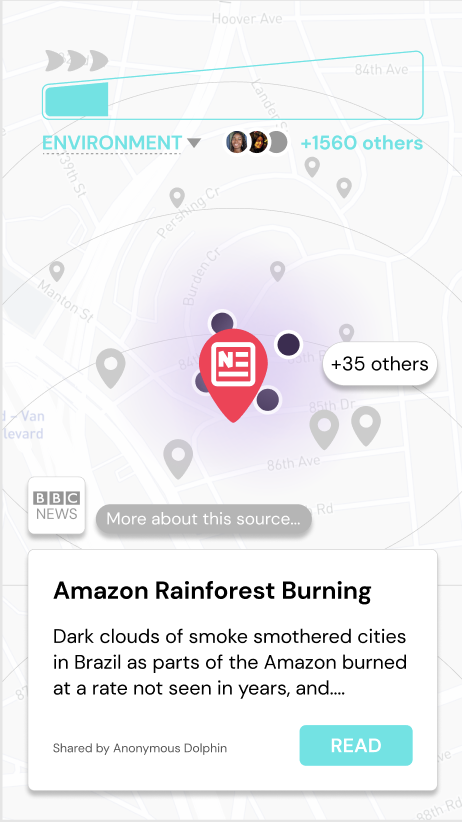 Hoover Ave
84th Ave
ENVIRONMENT
+1560 others
39th St
Pershing Cr
Burden Cr
Manton St
+35 others
85th Dr
86th Ave
d - Van
levard
Rd
BBC
NEWS
More about this source...
Amazon Rainforest Burning
Dark clouds of smoke smothered cities
in Brazil as parts of the Amazon burned
at a rate not seen in years, and....
Shared by Anonymous Dolphin
READ
88th Rd